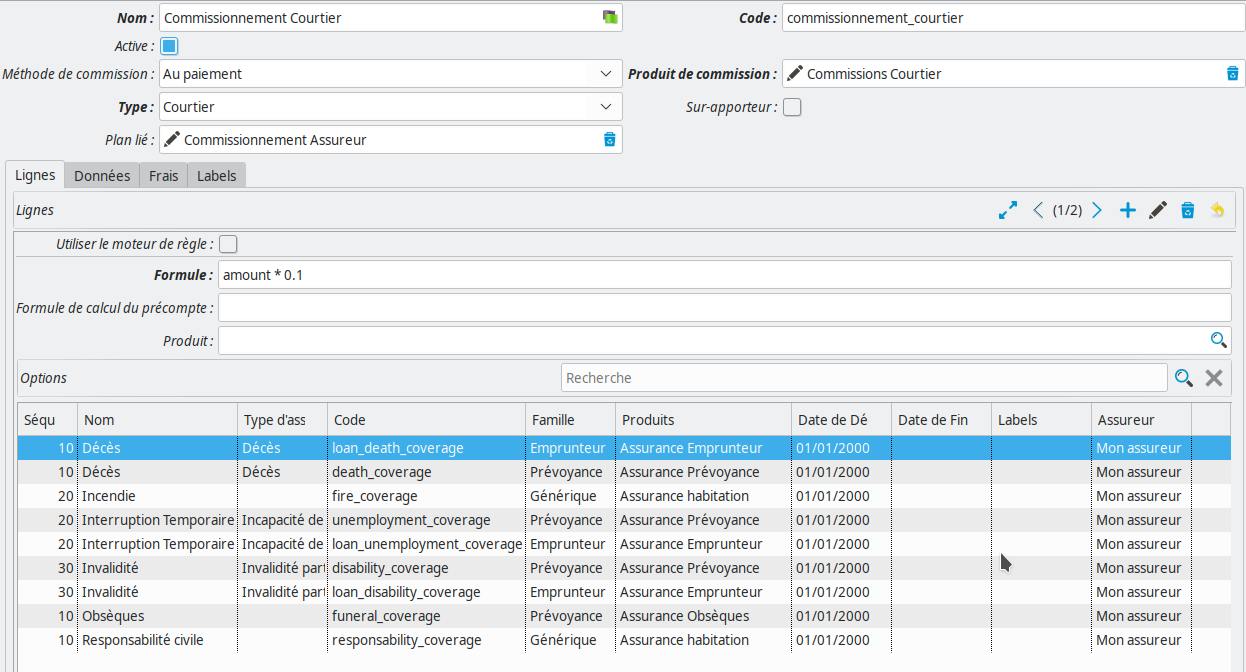 Nom : Commissionnement Courtier Code : commissionnement_courtier
Active :
Méthode de commission : Au paiement Produit de commission : Commissions Courtier
Type : Courtier Sur-apporteur :
Plan lié : Commissionnement Assureur
Lignes Données Frais Labels
Lignes (1/2)
Utiliser le moteur de règle :
Formule : amount * 0.1
Formule de calcul du précompte :
Produit :
Options Recherche
Séqu Nom Type d'ass Code Famille Produits Date de Dé Date de Fin Labels Assureur
10 Décès Décès loan_death_coverage Emprunteur Assurance Emprunteur 01/01/2000 Mon assureur
10 Décès Décès death_coverage Prévoyance Assurance Prévoyance 01/01/2000 Mon assureur
20 Incendie fire_coverage Générique Assurance habitation 01/01/2000 Mon assureur
20 Interruption Temporaire Incapacité de unemployment_coverage Prévoyance Assurance Prévoyance 01/01/2000 Mon assureur
20 Interruption Temporaire Incapacité de loan_unemployment_coverage Emprunteur Assurance Emprunteur 01/01/2000 Mon assureur
30 Invalidité Invalidité part disability_coverage Prévoyance Assurance Prévoyance 01/01/2000 Mon assureur
30 Invalidité Invalidité part loan_disability_coverage Emprunteur Assurance Emprunteur 01/01/2000 Mon assureur
10 Obsèques funeral_coverage Prévoyance Assurance Obsèques 01/01/2000 Mon assureur
10 Responsabilité civile responsability_coverage Générique Assurance habitation 01/01/2000 Mon assureur